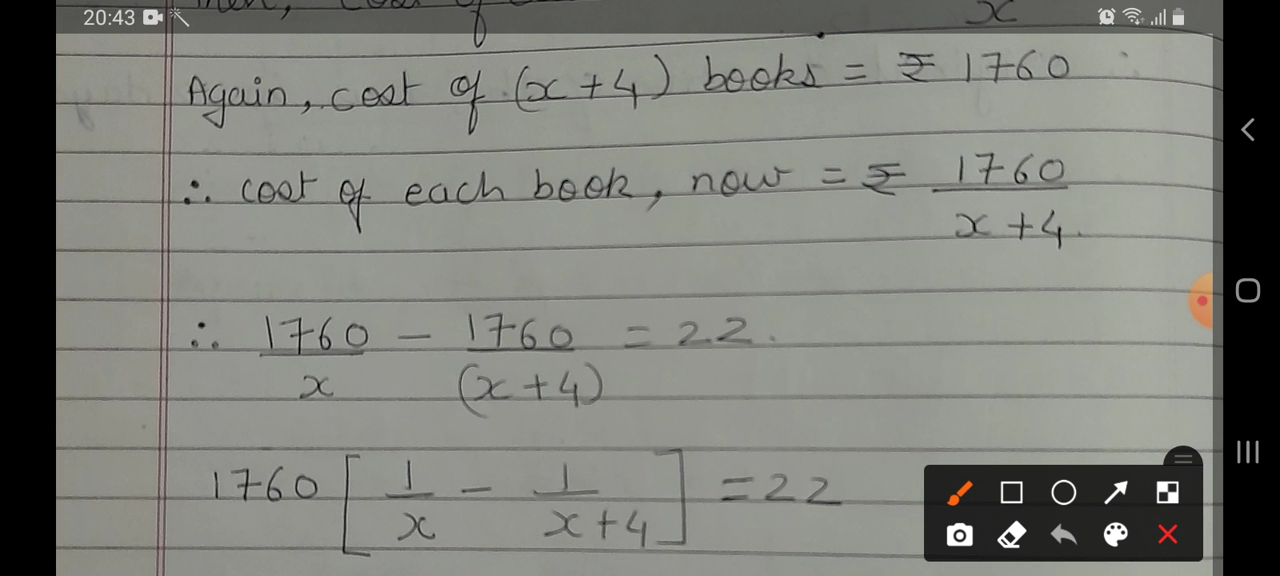 20:43
x
Again, cost of (x+4) books = ₹ 1760
∴ cost of each book, now = ₹ 1760/(x+4).
∴ 1760/x − 1760/(x+4) = 22.
1760 [1/x − 1/(x+4)] = 22